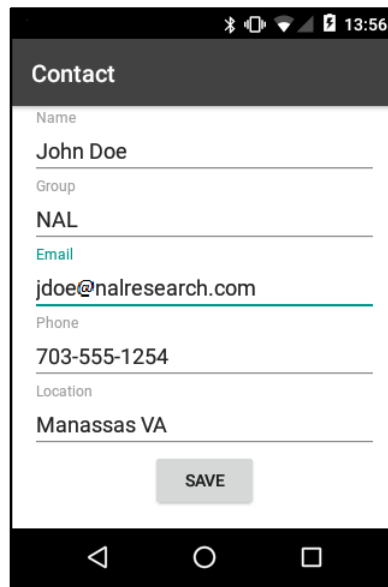 13:56
Contact
Name
John Doe
Group
NAL
Email
jdoe@nalresearch.com
Phone
703-555-1254
Location
Manassas VA
SAVE